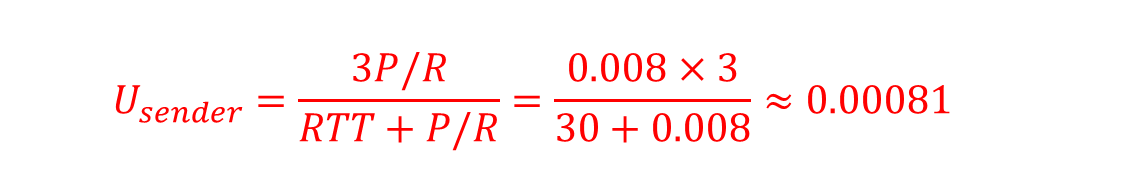 U_sender = 3P/R / RTT + P/R = 0.008 × 3 / 30 + 0.008 ≈ 0.00081